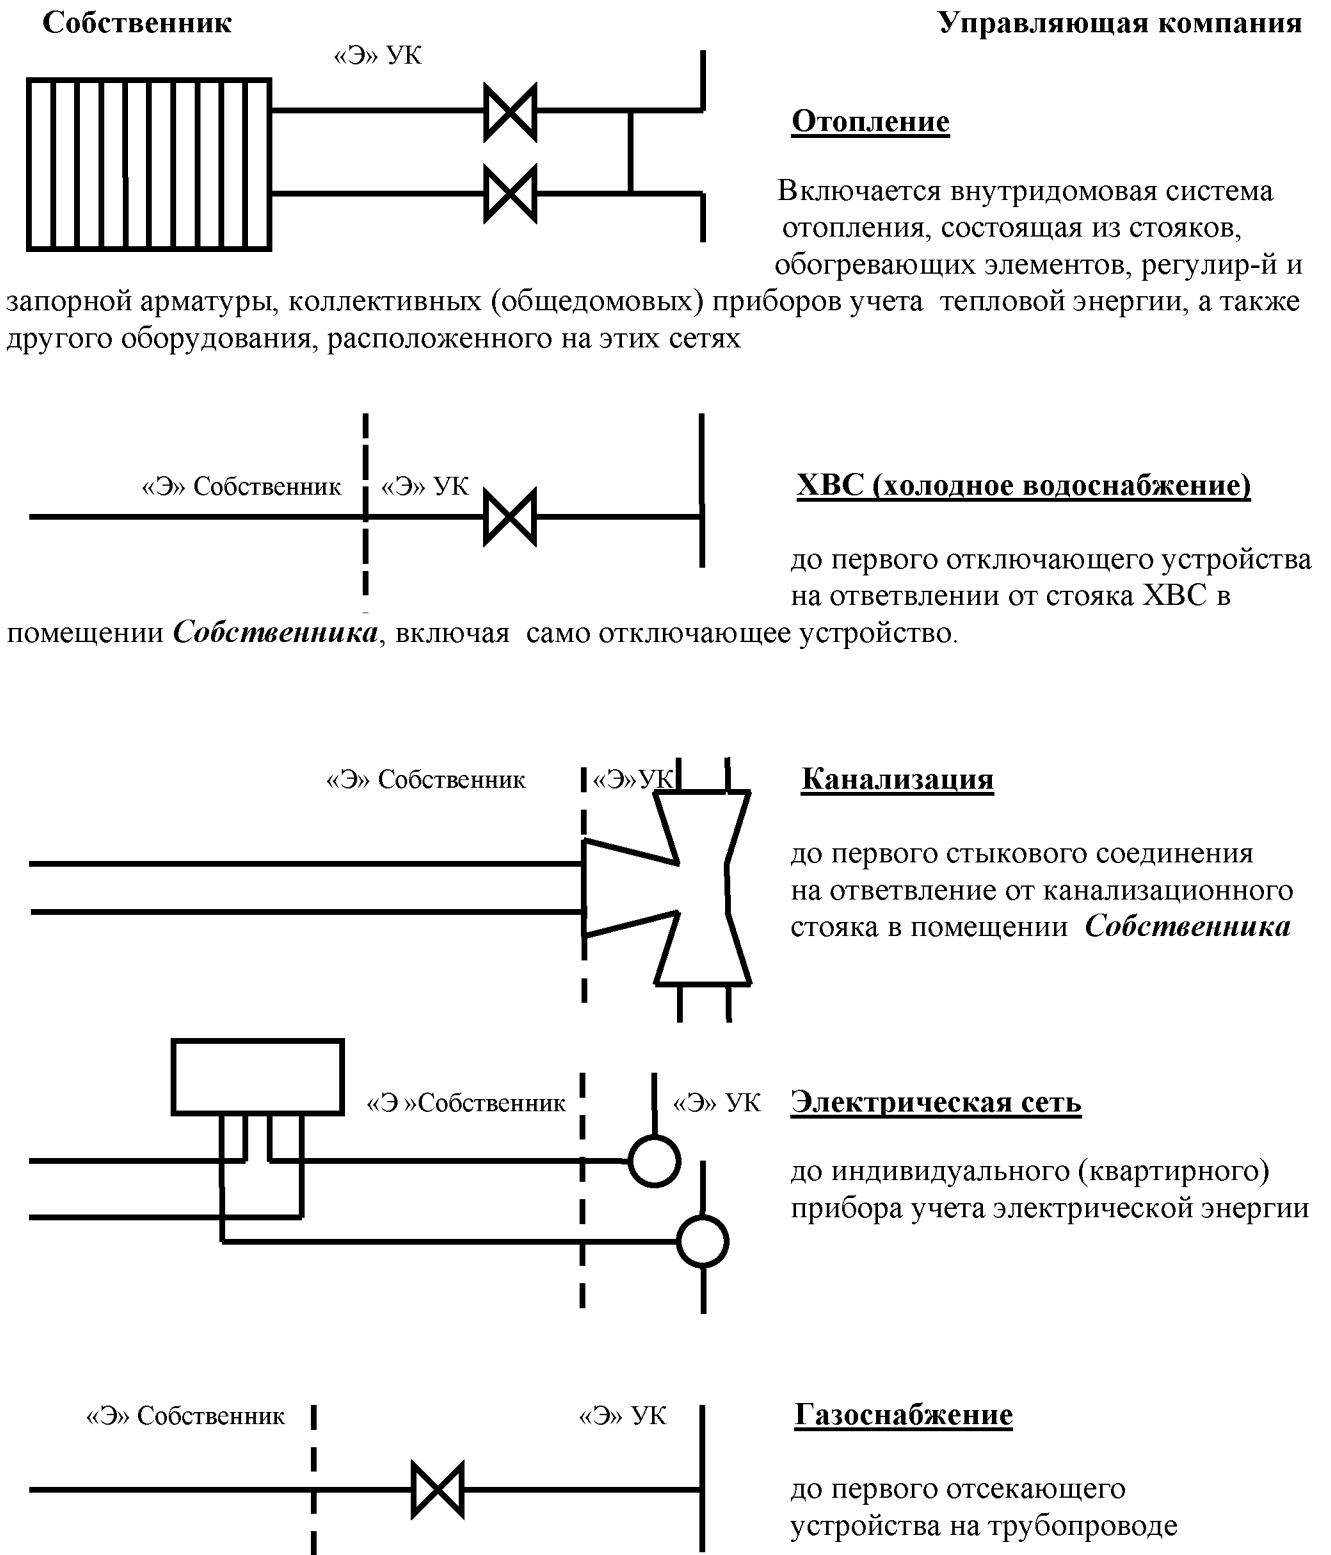 Собственник
Управляющая компания
«Э» УК
Отопление
Включается внутридомовая система
отопления, состоящая из стояков,
обогревающих элементов, регулир-й и
запорной арматуры, коллективных (общедомовых) приборов учета тепловой энергии, а также
другого оборудования, расположенного на этих сетях
«Э» Собственник
«Э» УК
ХВС (холодное водоснабжение)
до первого отключающего устройства
на ответвлении от стояка ХВС в
помещении Собственника, включая само отключающее устройство.
«Э» Собственник
«Э»УК
Канализация
до первого стыкового соединения
на ответвление от канализационного
стояка в помещении Собственника
«Э »Собственник
«Э» УК
Электрическая сеть
до индивидуального (квартирного)
прибора учета электрической энергии
«Э» Собственник
«Э» УК
Газоснабжение
до первого отсекающего
устройства на трубопроводе